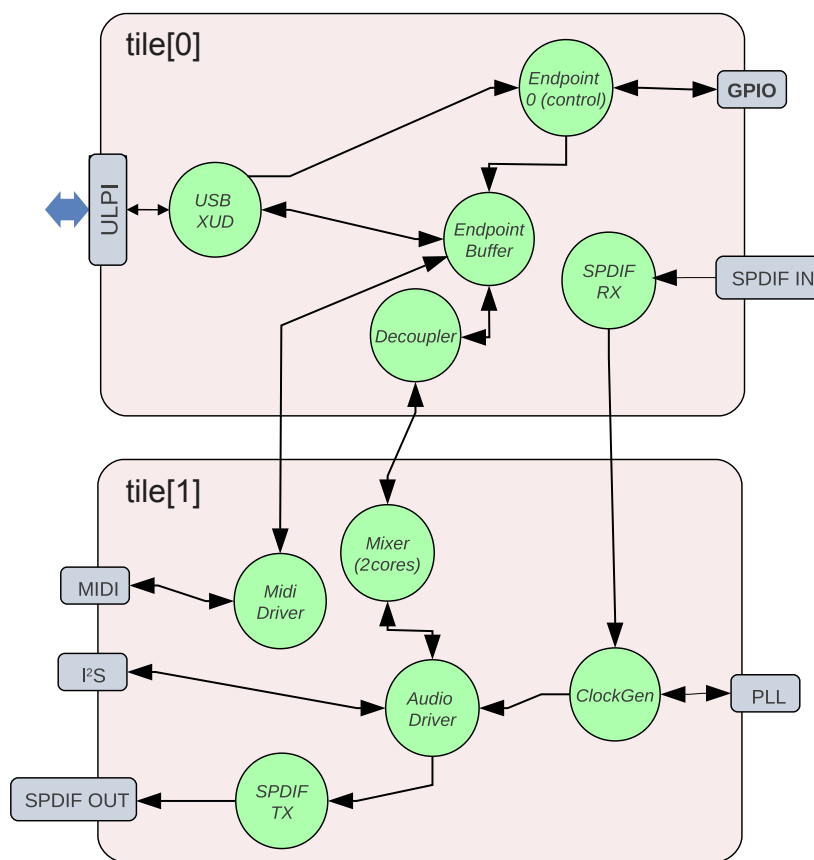 tile[0]
Endpoint
0 (control)
GPIO
ULPI
USB
XUD
Endpoint
Buffer
SPDIF
RX
SPDIF IN
Decoupler
tile[1]
Mixer
(2cores)
MIDI
Midi
Driver
I²S
Audio
Driver
ClockGen
PLL
SPDIF OUT
SPDIF
TX